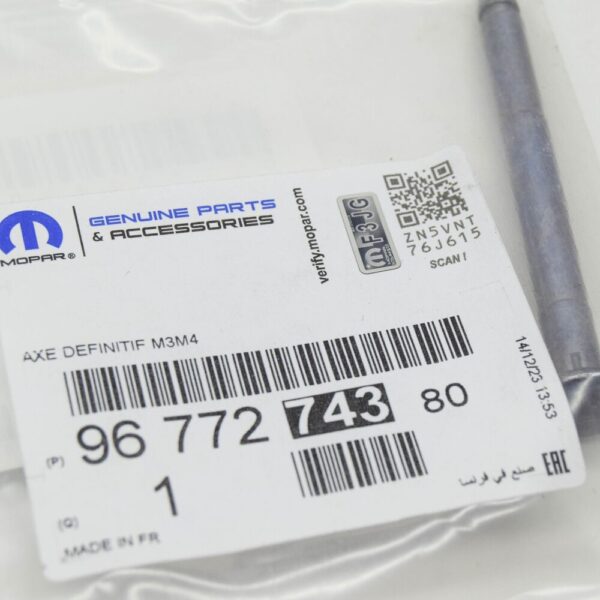 MOPAR®
GENUINE PARTS
& ACCESSORIES
verify.mopar.com
F3JG
ZN5VNT
76J615
SCAN!
AXE DEFINITIF M3M4
14/12/23 13:53
(P) 96 772 743 80
(Q) 1
صنع في فرنسا
EAC
MADE IN FR